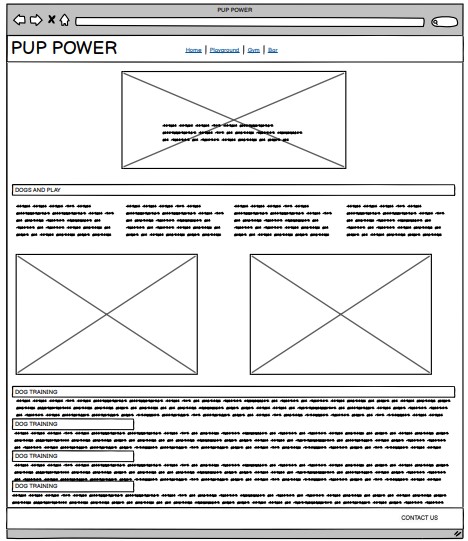 PUP POWER
PUP POWER
Home | Playground | Gym | Bar
DOGS AND PLAY
DOG TRAINING
DOG TRAINING
DOG TRAINING
DOG TRAINING
CONTACT US